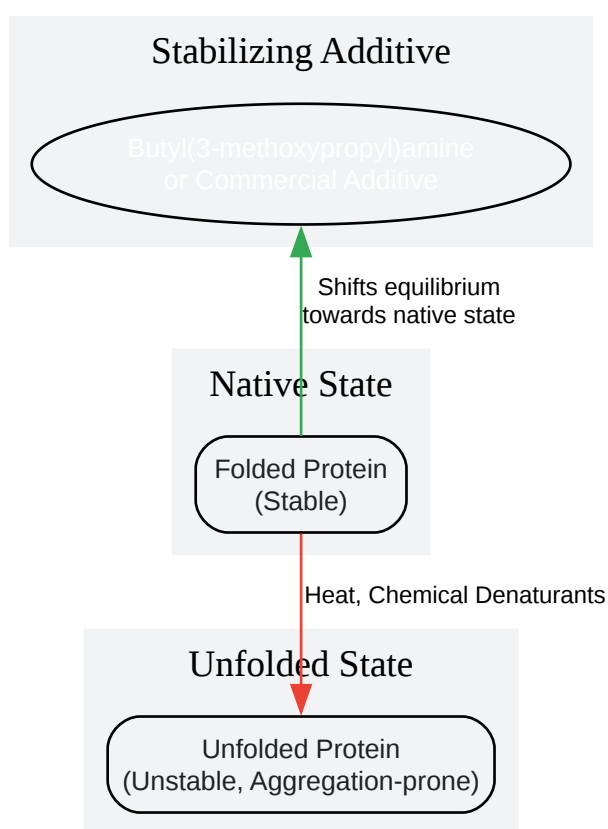 Stabilizing Additive
Butyl(3-methoxypropyl)amine
or Commercial Additive
Shifts equilibrium
towards native state
Native State
Folded Protein
(Stable)
Heat, Chemical Denaturants
Unfolded State
Unfolded Protein
(Unstable, Aggregation-prone)